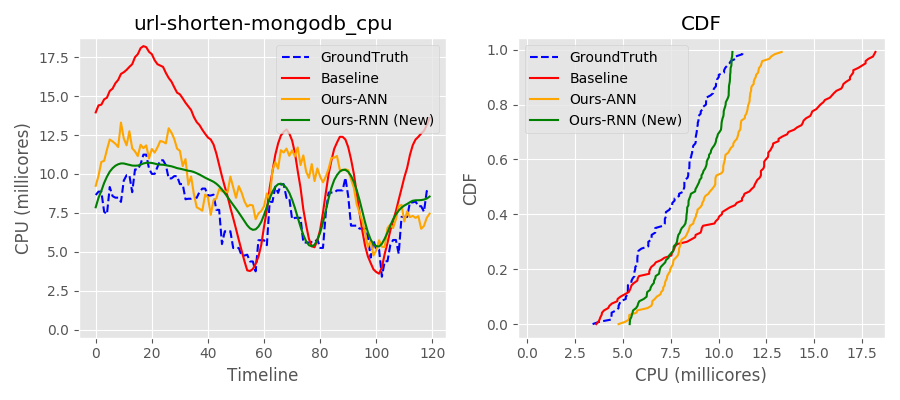 url-shorten-mongodb_cpu
CPU (millicores)
17.5
15.0
12.5
10.0
7.5
5.0
2.5
0.0
GroundTruth
Baseline
Ours-ANN
Ours-RNN (New)
0 20 40 60 80 100 120
Timeline
CDF
CDF
1.0
0.8
0.6
0.4
0.2
0.0
GroundTruth
Baseline
Ours-ANN
Ours-RNN (New)
0.0 2.5 5.0 7.5 10.0 12.5 15.0 17.5
CPU (millicores)